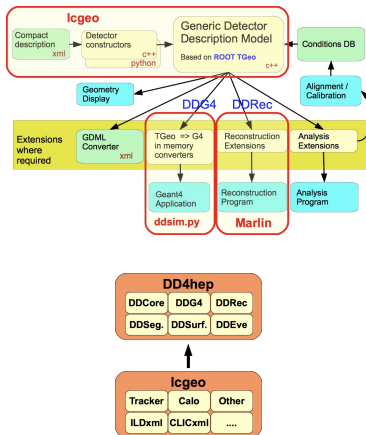 lcgeo
Compact
description
xml
Detector
constructors
c++
python
Generic Detector
Description Model
Based on ROOT TGeo
c++
Conditions DB
Geometry
Display
DDG4
DDRec
Alignment /
Calibration
Extensions
where
required
GDML
Converter
xml
TGeo => G4
in memory
converters
Reconstruction
Extensions
Analysis
Extensions
Geant4
Application
Reconstruction
Program
Analysis
Program
ddsim.py
Marlin
DD4hep
DDCore DDG4 DDRec
DDSeg. DDSurf. DDEve
lcgeo
Tracker Calo Other
ILDxml CLICxml ....